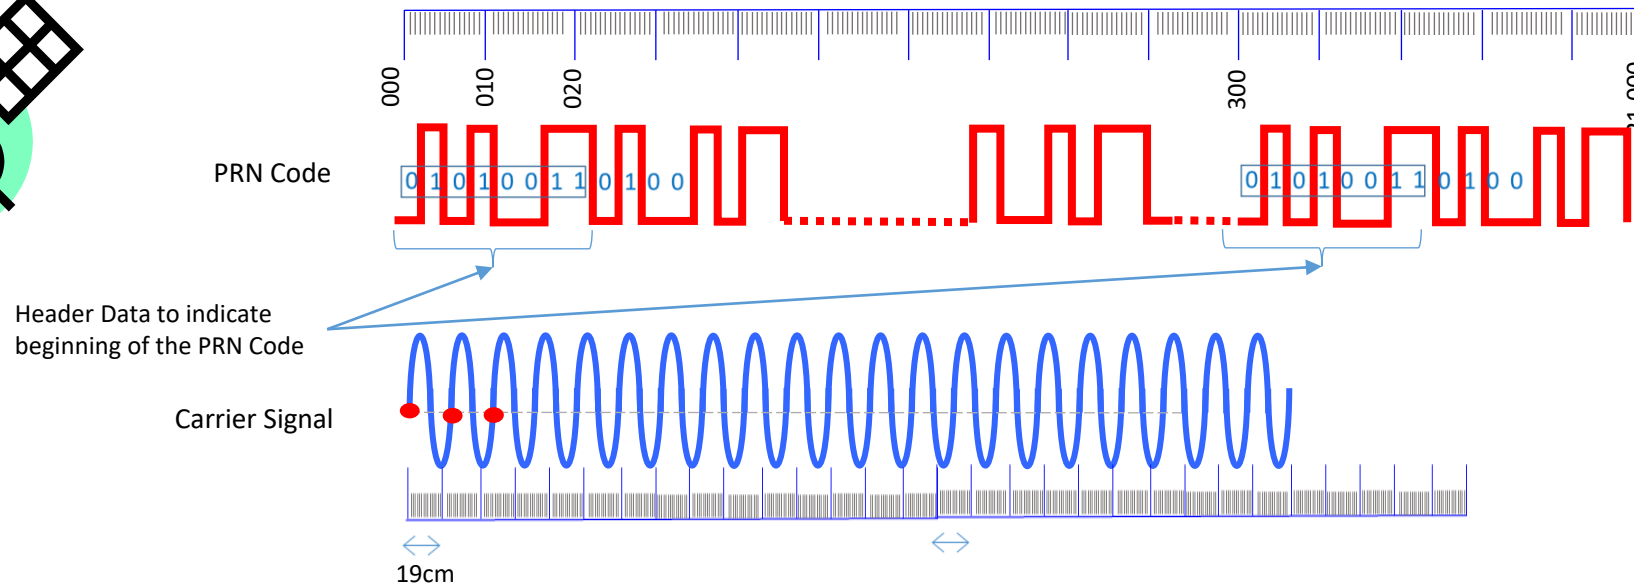 000
010
020
300
PRN Code
0 1 0 1 0 0 1 1 0 1 0 0
0 1 0 1 0 0 1 1 0 1 0 0
Header Data to indicate
beginning of the PRN Code
Carrier Signal
19cm